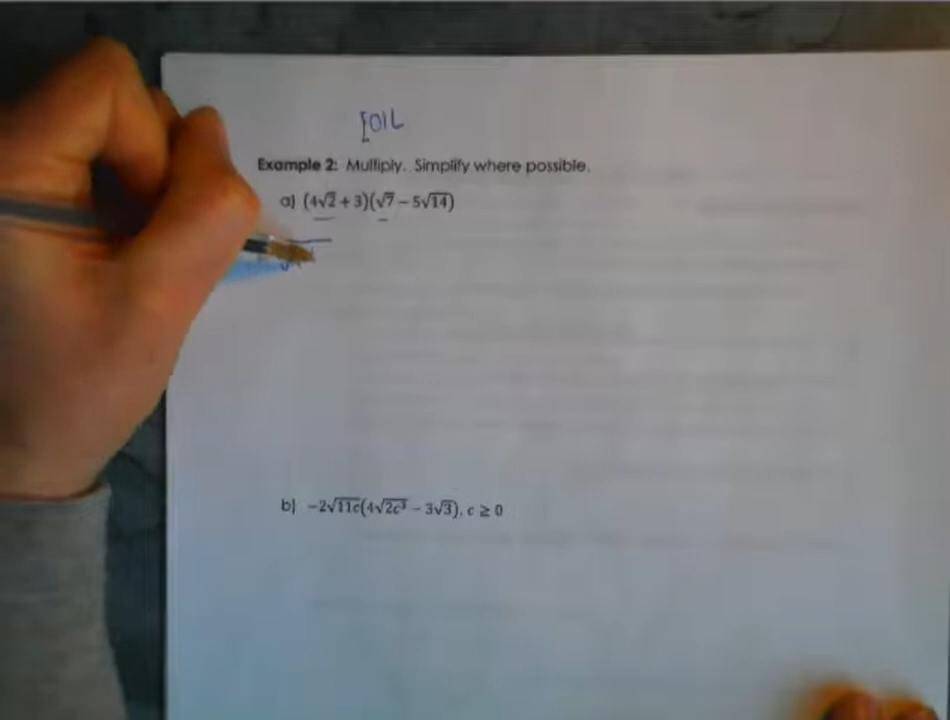 FOIL
Example 2: Multiply. Simplify where possible.
a) (4√2 + 3)(√7 − 5√14)
b) −2√11c(4√2c³ − 3√3), c ≥ 0